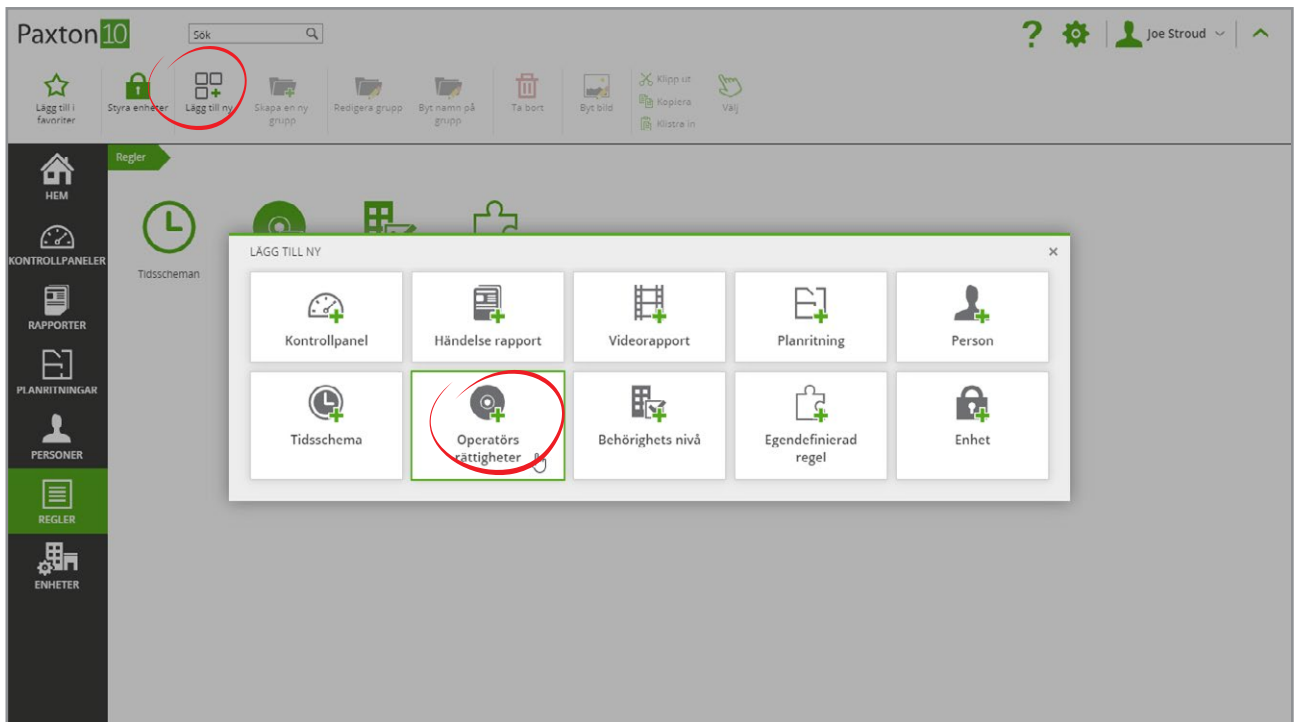 Paxton 10
Sök
Joe Stroud
Lägg till i
favoriter
Styra enheter
Lägg till ny
Skapa en ny
grupp
Redigera grupp
Byt namn på
grupp
Ta bort
Byt bild
Klipp ut
Kopiera
Klistra in
Välj
HEM
KONTROLLPANELER
RAPPORTER
PLANRITNINGAR
PERSONER
REGLER
ENHETER
Regler
Tidsscheman
LÄGG TILL NY
Kontrollpanel
Händelse rapport
Videorapport
Planritning
Person
Tidsschema
Operatörs
rättigheter
Behörighets nivå
Egendefinierad
regel
Enhet